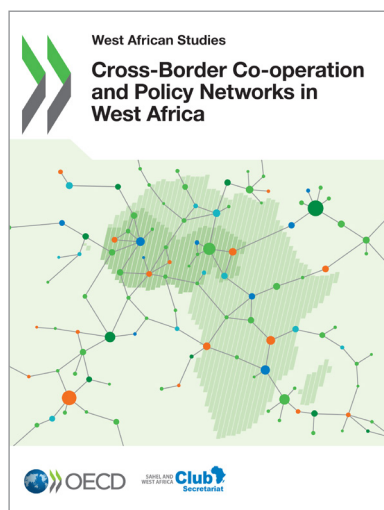 West African Studies
Cross-Border Co-operation
and Policy Networks in
West Africa
OECD
SAHEL AND
WEST AFRICA
Club
Secretariat